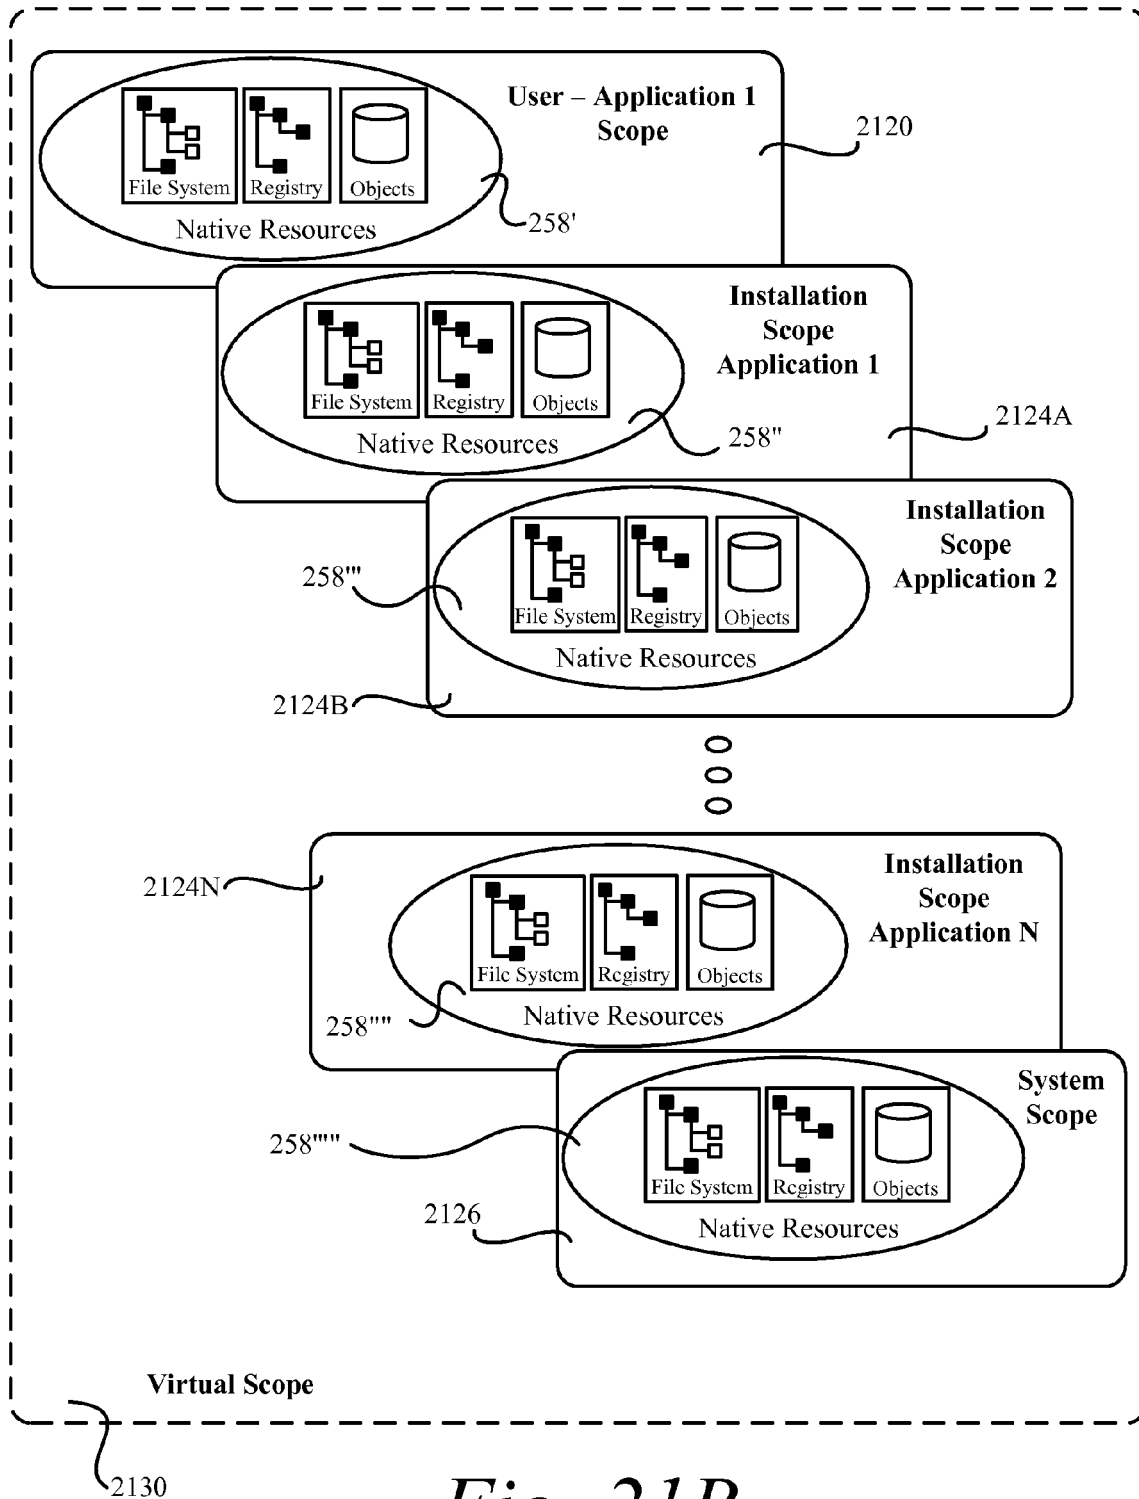 User – Application 1
Scope
2120
File System
Registry
Objects
Native Resources
258'
Installation
Scope
Application 1
File System
Registry
Objects
Native Resources
258"
2124A
Installation
Scope
Application 2
258'"
File System
Registry
Objects
Native Resources
2124B
2124N
Installation
Scope
Application N
File System
Registry
Objects
258""
Native Resources
System
Scope
258'""
File System
Registry
Objects
2126
Native Resources
Virtual Scope
2130
Fig. 21B